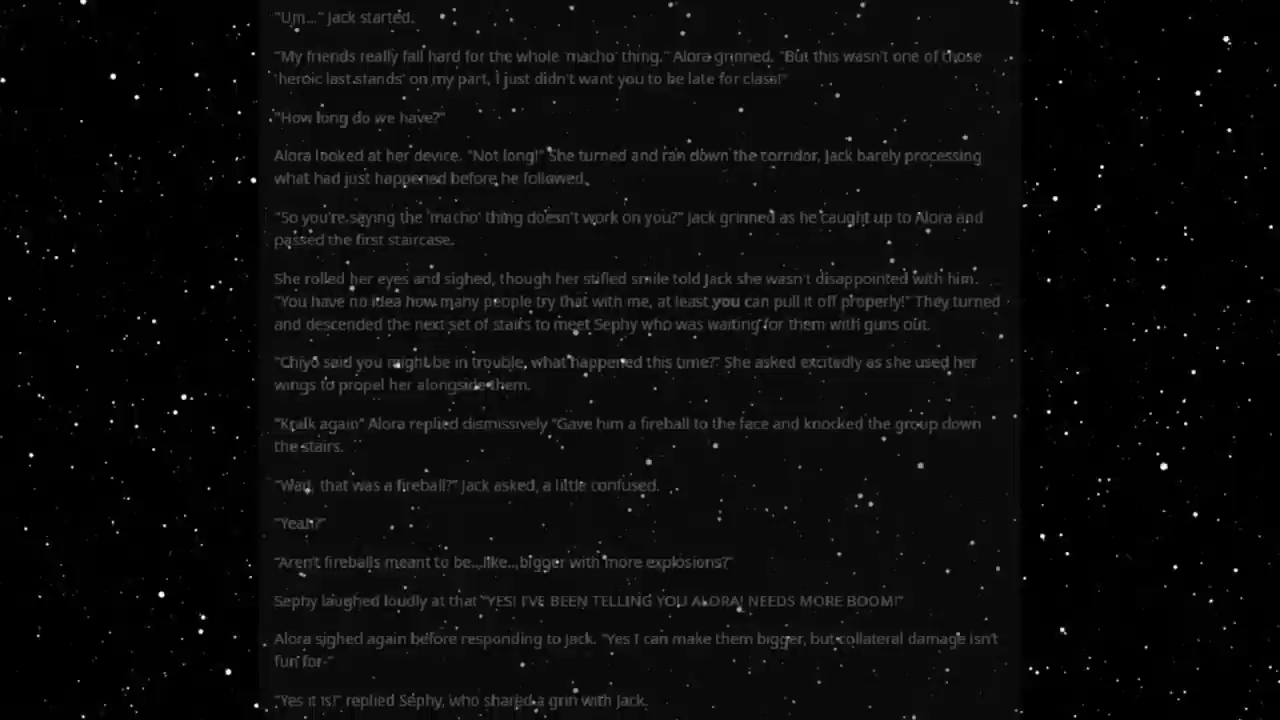 "Um..." Jack started.
"My friends really fall hard for the whole 'macho' thing." Alora grinned. "But this wasn't one of those
'heroic last stands' on my part, I just didn't want you to be late for class!"
"How long do we have?"
Alora looked at her device. "Not long!" She turned and ran down the corridor, Jack barely processing
what had just happened before he followed.
"So you're saying the 'macho' thing doesn't work on you?" Jack grinned as he caught up to Alora and
passed the first staircase.
She rolled her eyes and sighed, though her stifled smile told Jack she wasn't disappointed with him.
"You have no idea how many people try that with me, at least you can pull it off properly!" They turned
and descended the next set of stairs to meet Sephy who was waiting for them with guns out.
"Chiyo said you might be in trouble, what happened this time?" She asked excitedly as she used her
wings to propel her alongside them.
"Kralk again" Alora replied dismissively "Gave him a fireball to the face and knocked the group down
the stairs.
"Wait, that was a fireball?" Jack asked, a little confused.
"Yeah?"
"Aren't fireballs meant to be...like...bigger with more explosions?"
Sephy laughed loudly at that "YES! I'VE BEEN TELLING YOU ALORA! NEEDS MORE BOOM!"
Alora sighed again before responding to Jack. "Yes I can make them bigger, but collateral damage isn't
fun for-"
"Yes it is!" replied Sephy, who shared a grin with Jack.